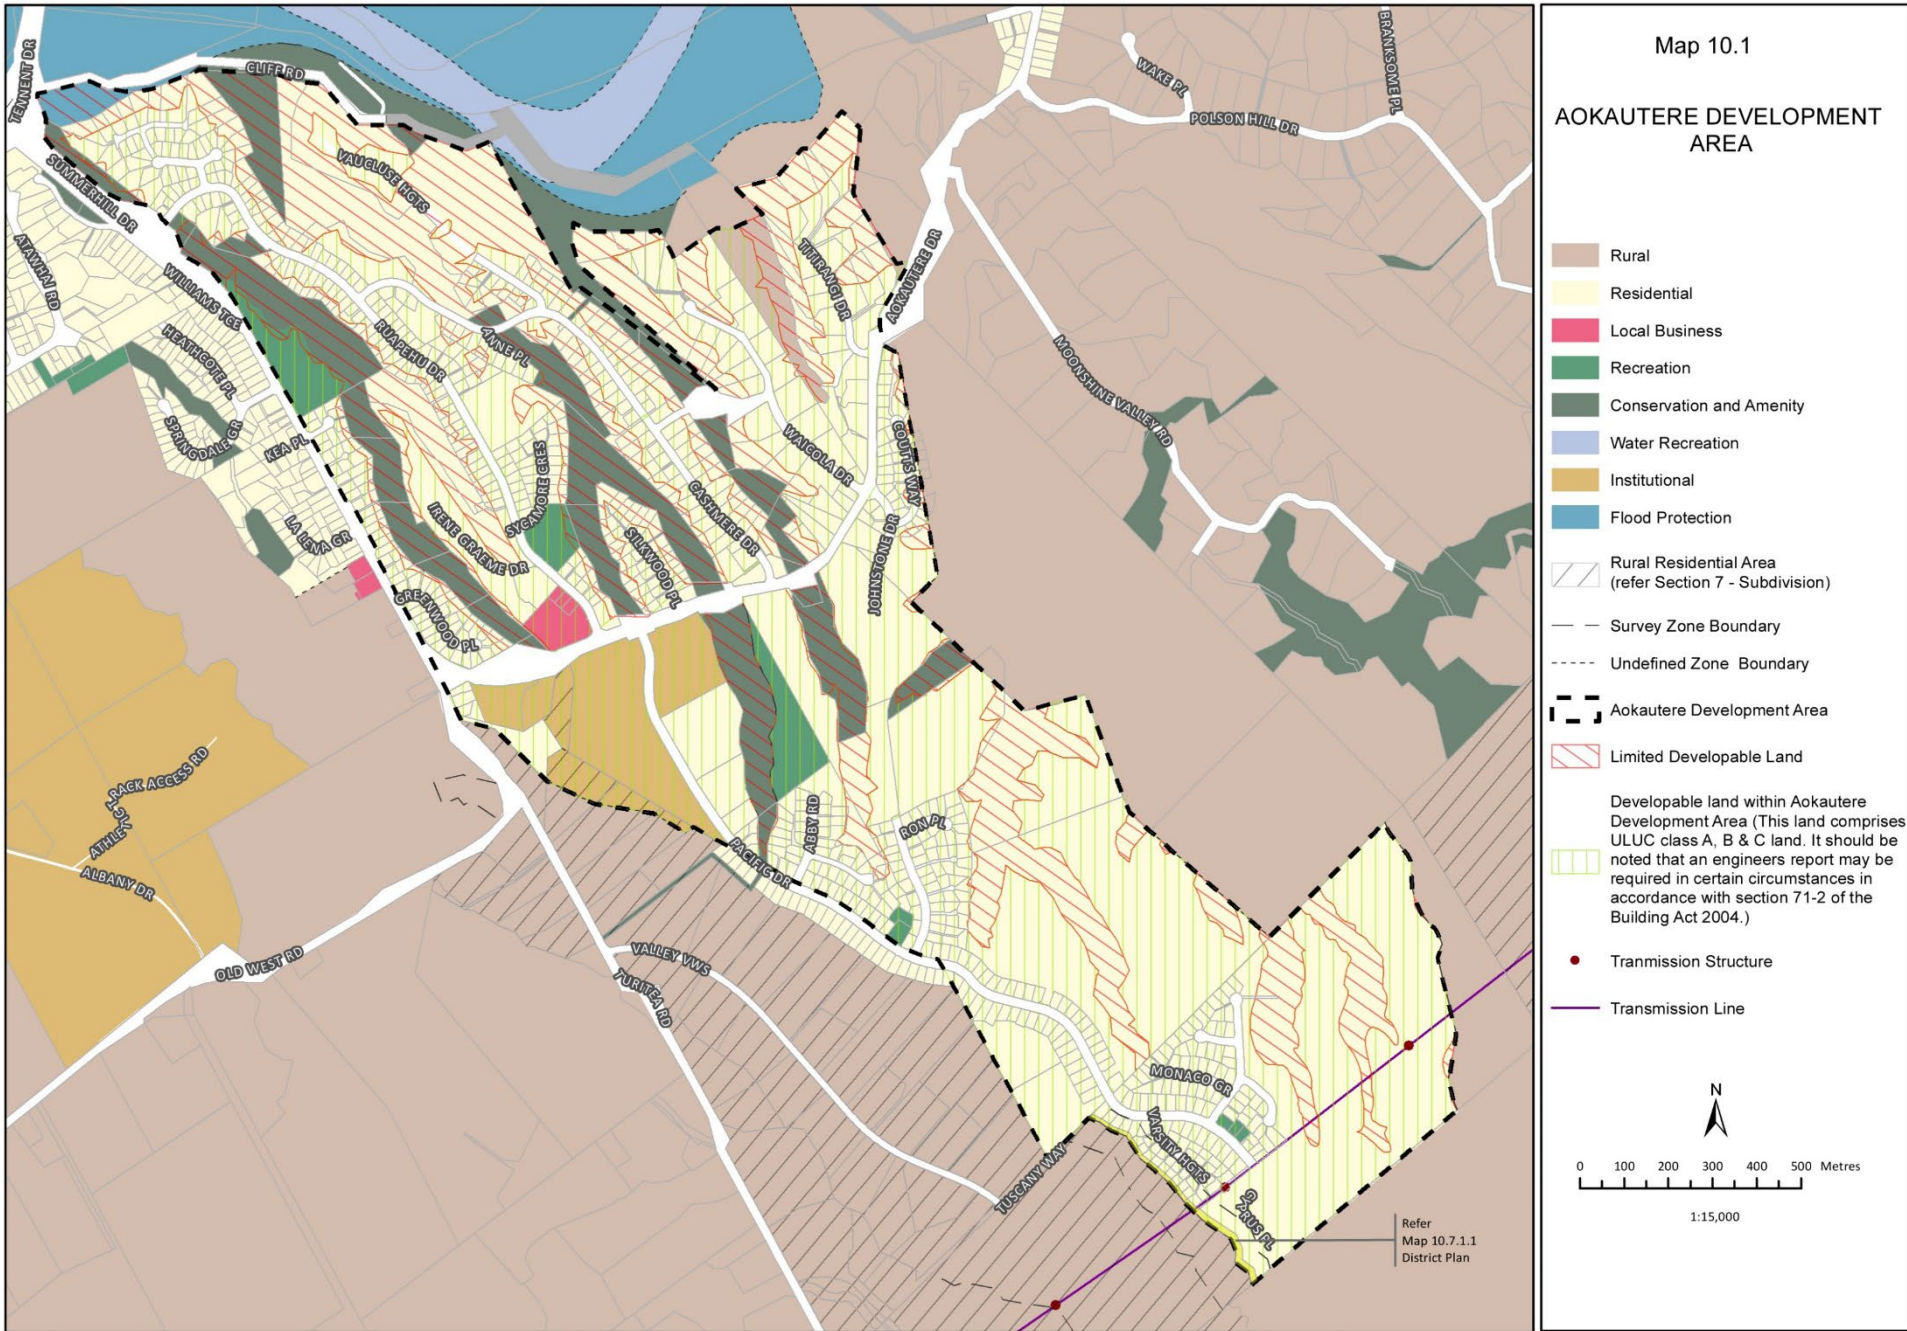 Map 10.1
AOKAUTERE DEVELOPMENT
AREA
Rural
Residential
Local Business
Recreation
Conservation and Amenity
Water Recreation
Institutional
Flood Protection
Rural Residential Area
(refer Section 7 - Subdivision)
Survey Zone Boundary
Undefined Zone Boundary
Aokautere Development Area
Limited Developable Land
Developable land within Aokautere
Development Area (This land comprises
ULUC class A, B & C land. It should be
noted that an engineers report may be
required in certain circumstances in
accordance with section 71-2 of the
Building Act 2004.)
Tranmission Structure
Transmission Line
N
0 100 200 300 400 500 Metres
1:15,000
TENNENT DR
CLIFF RD
BRANKSOME PL
WAKE PL
POLSON HILL DR
SUMMERHILL DR
VAUCLUSE HGTS
ATAWHAI RD
WILLIAMS TCE
TITIRANGI DR
AOKAUTERE DR
HEATHCOTE PL
RUAPEHU DR
ANNE PL
MOONSHINE VALLEY RD
SPRINGDALE GR
KEA PL
WAICOLA DR
COUTTS WAY
SYCAMORE CRES
CASHMERE DR
IRENE GRAEME DR
LA LENA GR
SILKWOOD PL
JOHNSTONE DR
GREENWOOD PL
ATHLETIC TRACK ACCESS RD
ALBANY DR
ABBY RD
RON PL
PACIFIC DR
OLD WEST RD
VALLEY VWS
TURITEA RD
MONACO GR
VARSITY HGTS
TUSCANY WAY
Refer
Map 10.7.1.1
District Plan